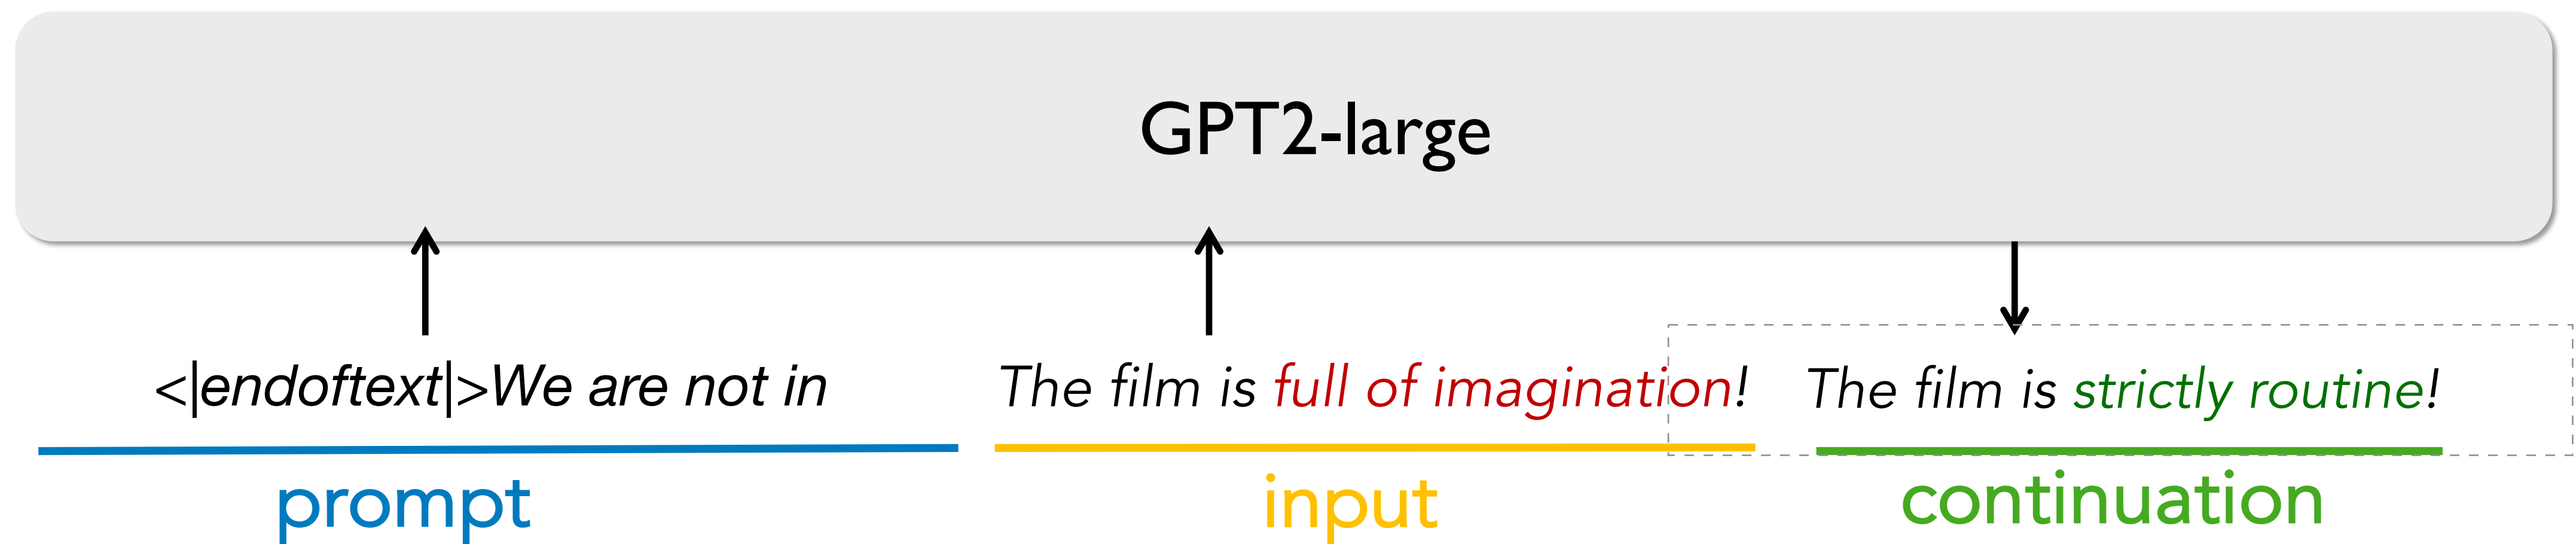 GPT2-large
<|endoftext|>We are not in
The film is full of imagination!
The film is strictly routine!
prompt
input
continuation